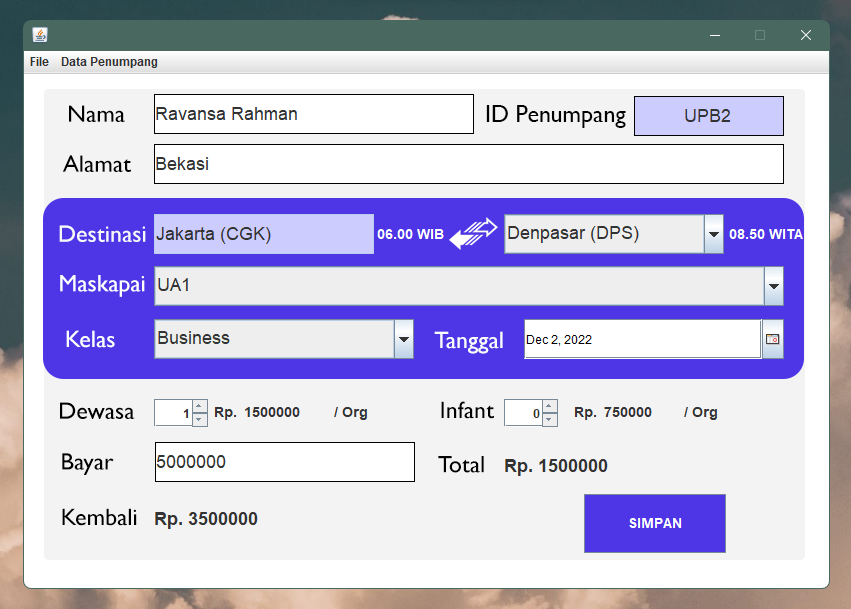 File Data Penumpang
Nama Ravansa Rahman ID Penumpang UPB2
Alamat Bekasi
Destinasi Jakarta (CGK) 06.00 WIB Denpasar (DPS) 08.50 WITA
Maskapai UA1
Kelas Business Tanggal Dec 2, 2022
Dewasa 1 Rp. 1500000 / Org Infant 0 Rp. 750000 / Org
Bayar 5000000 Total Rp. 1500000
Kembali Rp. 3500000 SIMPAN